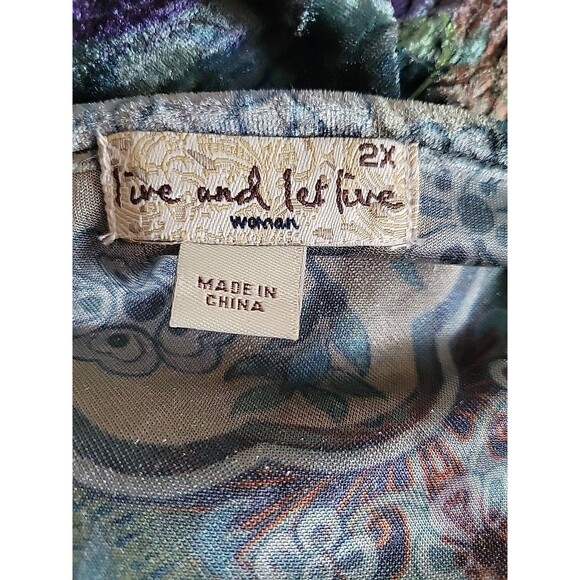 2X
live and let live
woman
MADE IN
CHINA